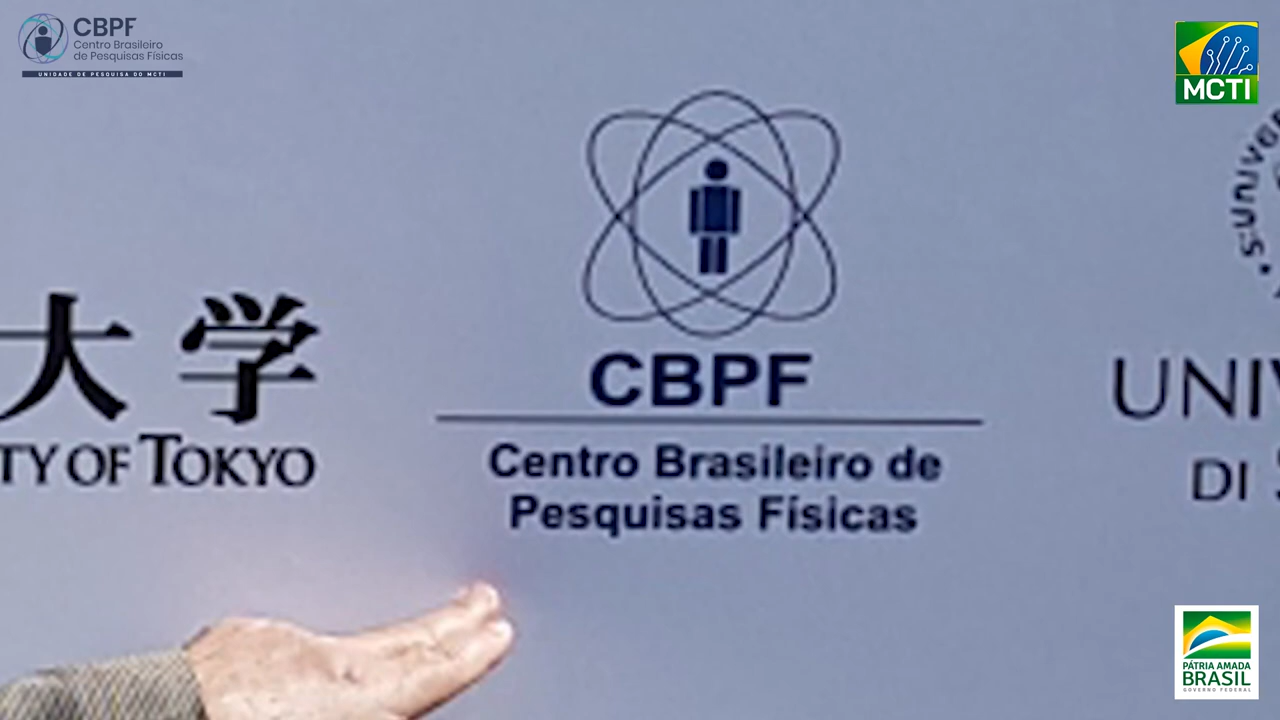 CBPF
Centro Brasileiro
de Pesquisas Físicas
UNIDADE DE PESQUISA DO MCTI
MCTI
大学
TY OF TOKYO
CBPF
Centro Brasileiro de
Pesquisas Físicas
UNI
DI
PÁTRIA AMADA
BRASIL
GOVERNO FEDERAL